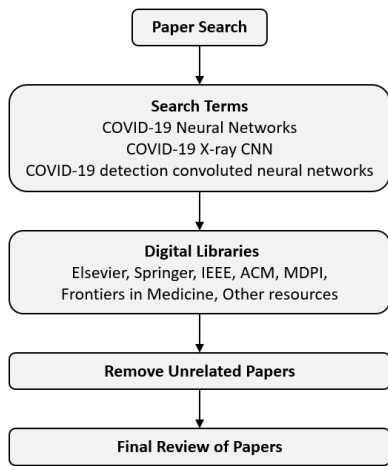 Paper Search
Search Terms
COVID-19 Neural Networks
COVID-19 X-ray CNN
COVID-19 detection convoluted neural networks
Digital Libraries
Elsevier, Springer, IEEE, ACM, MDPI,
Frontiers in Medicine, Other resources
Remove Unrelated Papers
Final Review of Papers